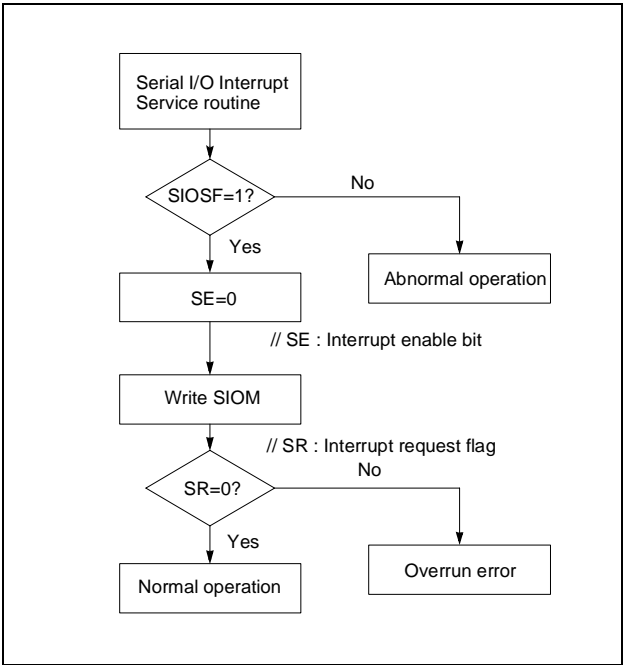 Serial I/O Interrupt
Service routine
SIOSF=1?
No
Yes
Abnormal operation
SE=0
// SE : Interrupt enable bit
Write SIOM
// SR : Interrupt request flag
No
SR=0?
Yes
Overrun error
Normal operation